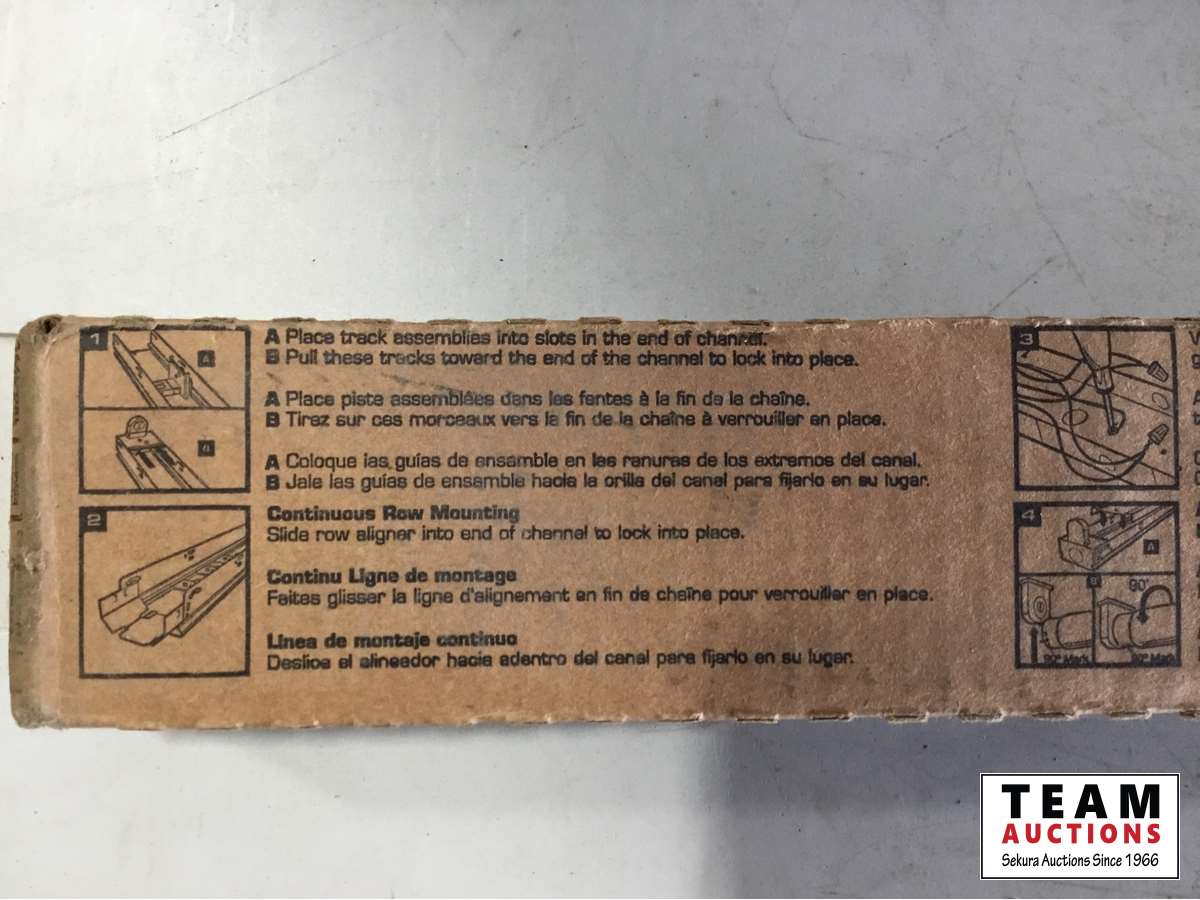 1
A
B
A Place track assemblies into slots in the end of channel.
B Pull these tracks toward the end of the channel to lock into place.
A Place piste assemblées dans les fentes à la fin de la chaîne.
B Tirez sur ces morceaux vers la fin de la chaîne à verrouiller en place.
A Coloque las guías de ensamble en las ranuras de los extremos del canal.
B Jale las guías de ensamble hacia la orilla del canal para fijarlo en su lugar.
2
Continuous Row Mounting
Slide row aligner into end of channel to lock into place.
Continu Ligne de montage
Faites glisser la ligne d'alignement en fin de chaîne pour verrouiller en place.
Linea de montaje continuo
Deslice el alineador hacia adentro del canal para fijarlo en su lugar.
3
4
A
B
90°
90° Mark
90° Mark
TEAM
AUCTIONS
Sekura Auctions Since 1966